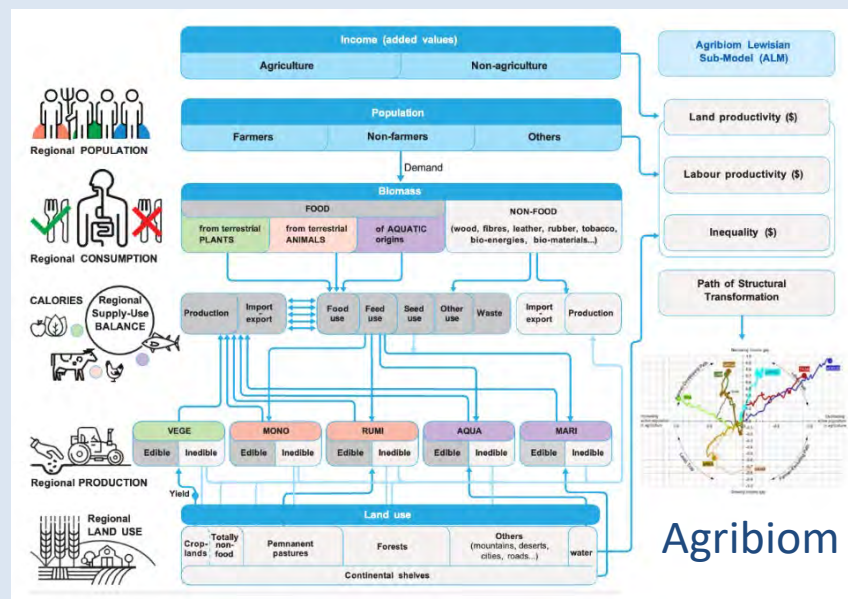 Income (added values)
Agriculture
Non-agriculture
Agribiom Lewisian
Sub-Model (ALM)
Regional POPULATION
Population
Farmers
Non-farmers
Others
Demand
Land productivity ($)
Labour productivity ($)
Inequality ($)
Path of Structural
Transformation
Regional CONSUMPTION
Biomass
FOOD
from terrestrial
PLANTS
from terrestrial
ANIMALS
of AQUATIC
origins
NON-FOOD
(wood, fibres, leather, rubber, tobacco,
bio-energies, bio-materials...)
CALORIES
Regional
Supply-Use
BALANCE
Production
Import
-
export
Food
use
Feed
use
Seed
use
Other
use
Waste
Import
-
export
Production
Regional PRODUCTION
VEGE
Edible
Inedible
MONO
Edible
Inedible
RUMI
Edible
Inedible
AQUA
Edible
Inedible
MARI
Edible
Inedible
Yield
Regional
LAND USE
Land use
Crop-
lands
Totally
non-
food
Pemnanent
pastures
Forests
Others
(mountains, deserts,
cities, roads...)
water
Continental shelves
Agribiom